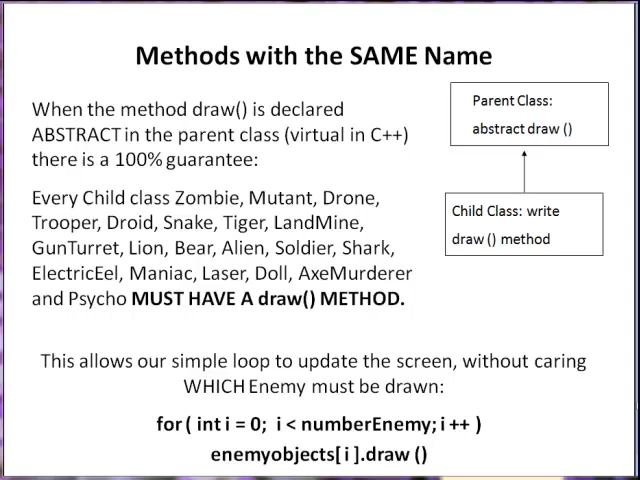 Methods with the SAME Name
When the method draw() is declared
ABSTRACT in the parent class (virtual in C++)
there is a 100% guarantee:
Every Child class Zombie, Mutant, Drone,
Trooper, Droid, Snake, Tiger, LandMine,
GunTurret, Lion, Bear, Alien, Soldier, Shark,
ElectricEel, Maniac, Laser, Doll, AxeMurderer
and Psycho MUST HAVE A draw() METHOD.
Parent Class:
abstract draw ()
Child Class: write
draw () method
This allows our simple loop to update the screen, without caring
WHICH Enemy must be drawn:
for ( int i = 0; i < numberEnemy; i ++ )
enemyobjects[ i ].draw ()